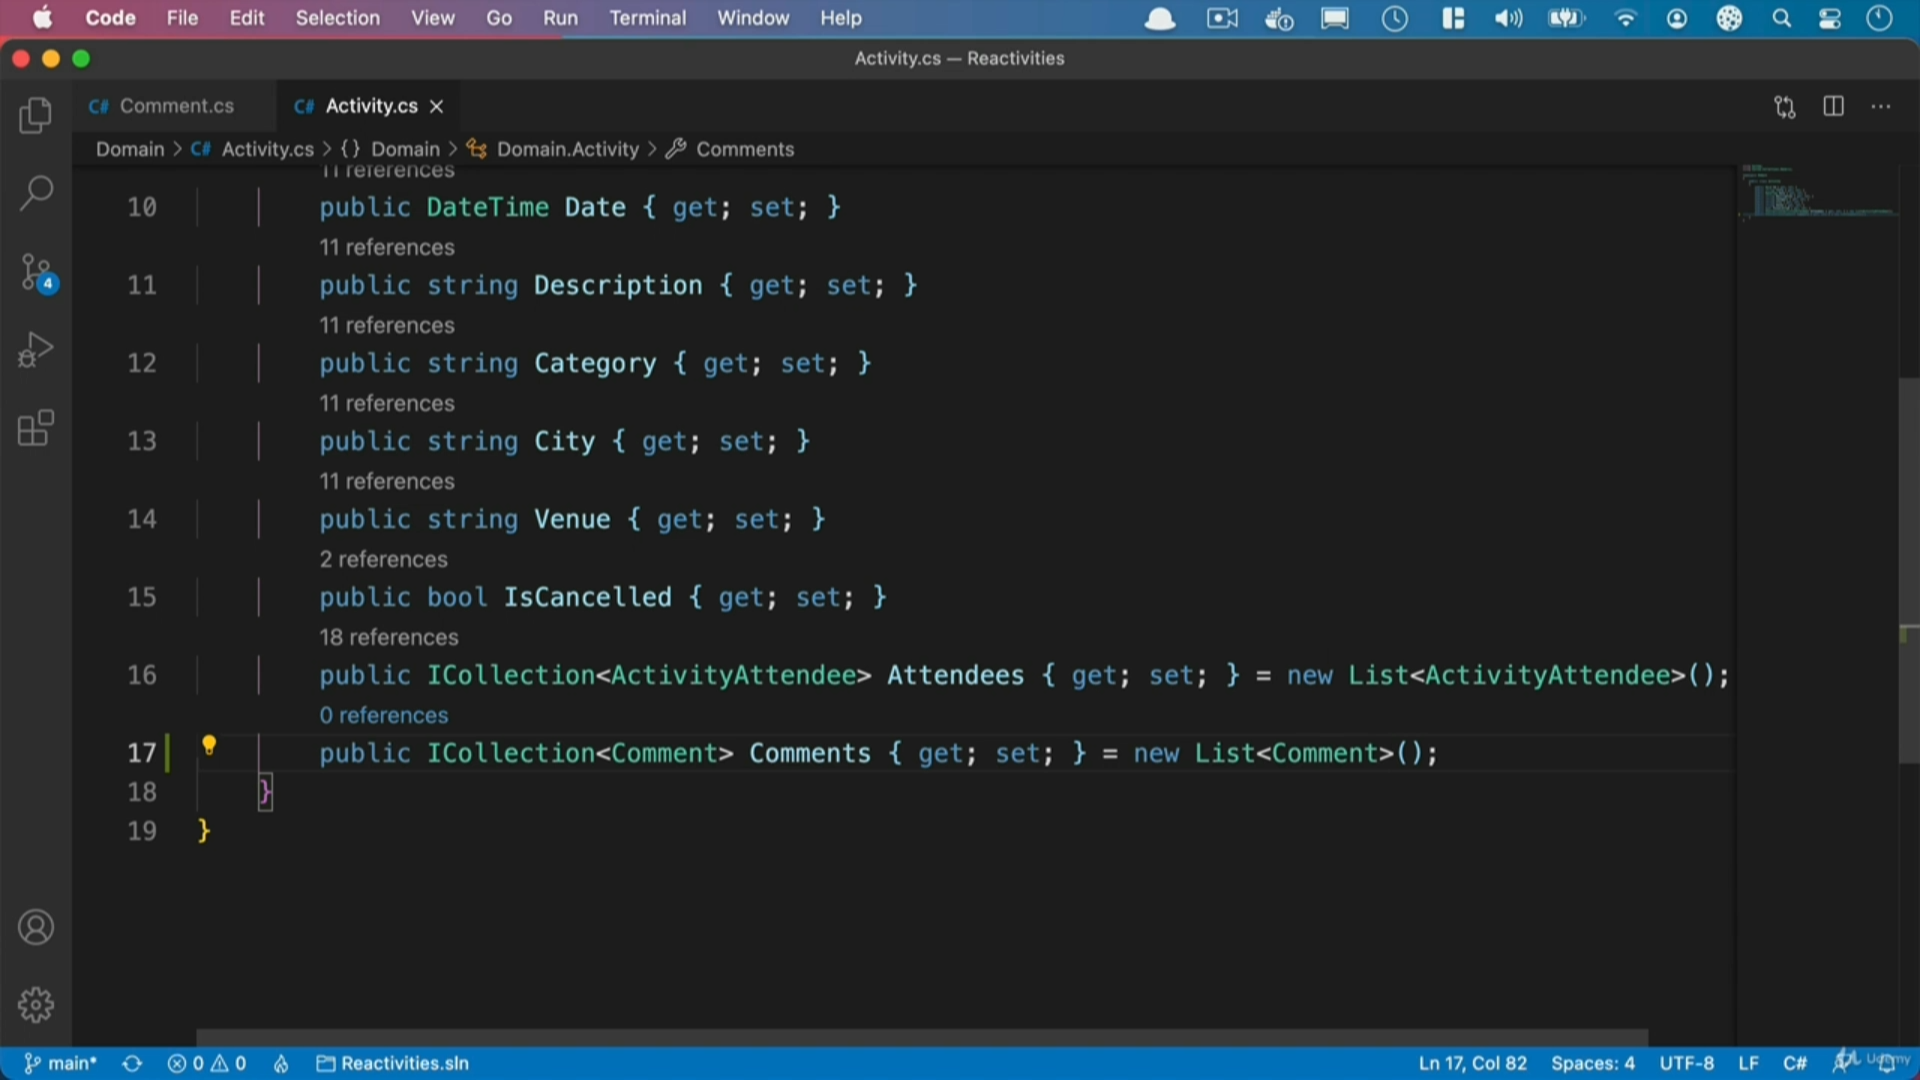 Code File Edit Selection View Go Run Terminal Window Help
Activity.cs — Reactivities
C# Comment.cs C# Activity.cs
Domain > C# Activity.cs > {} Domain > Domain.Activity > Comments
11 references
10 public DateTime Date { get; set; }
11 references
11 public string Description { get; set; }
11 references
12 public string Category { get; set; }
11 references
13 public string City { get; set; }
11 references
14 public string Venue { get; set; }
2 references
15 public bool IsCancelled { get; set; }
18 references
16 public ICollection<ActivityAttendee> Attendees { get; set; } = new List<ActivityAttendee>();
0 references
17 public ICollection<Comment> Comments { get; set; } = new List<Comment>();
18 }
19 }
4
main* 0 0 Reactivities.sln Ln 17, Col 82 Spaces: 4 UTF-8 LF C# Udemy